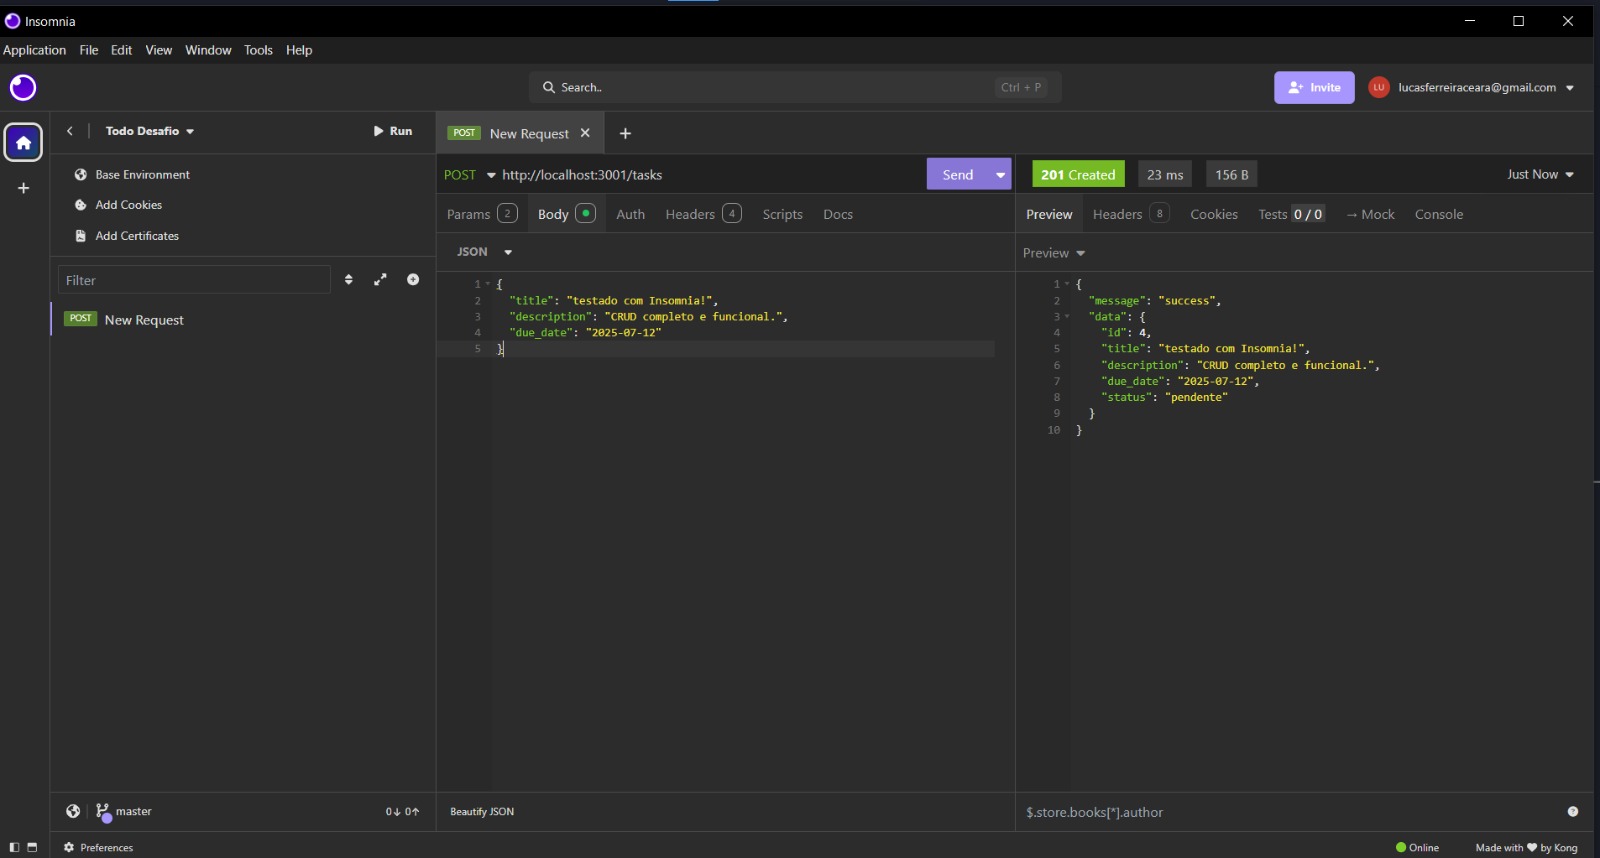 Insomnia
Application File Edit View Window Tools Help
Search.. Ctrl + P
Invite
LU lucasferreiraceara@gmail.com
Todo Desafio
Run
Base Environment
Add Cookies
Add Certificates
Filter
POST New Request
master
0 0
Preferences
POST New Request
POST http://localhost:3001/tasks Send
Params 2 Body Auth Headers 4 Scripts Docs
JSON
1 {
2 "title": "testado com Insomnia!",
3 "description": "CRUD completo e funcional.",
4 "due_date": "2025-07-12"
5 }
Beautify JSON
201 Created 23 ms 156 B Just Now
Preview Headers 8 Cookies Tests 0 / 0 → Mock Console
Preview
1 {
2 "message": "success",
3 "data": {
4 "id": 4,
5 "title": "testado com Insomnia!",
6 "description": "CRUD completo e funcional.",
7 "due_date": "2025-07-12",
8 "status": "pendente"
9 }
10 }
$.store.books[*].author
Online Made with ❤ by Kong